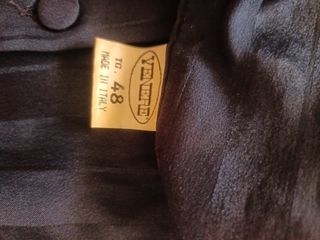 VENERE
TG. 48
MADE IN ITALY